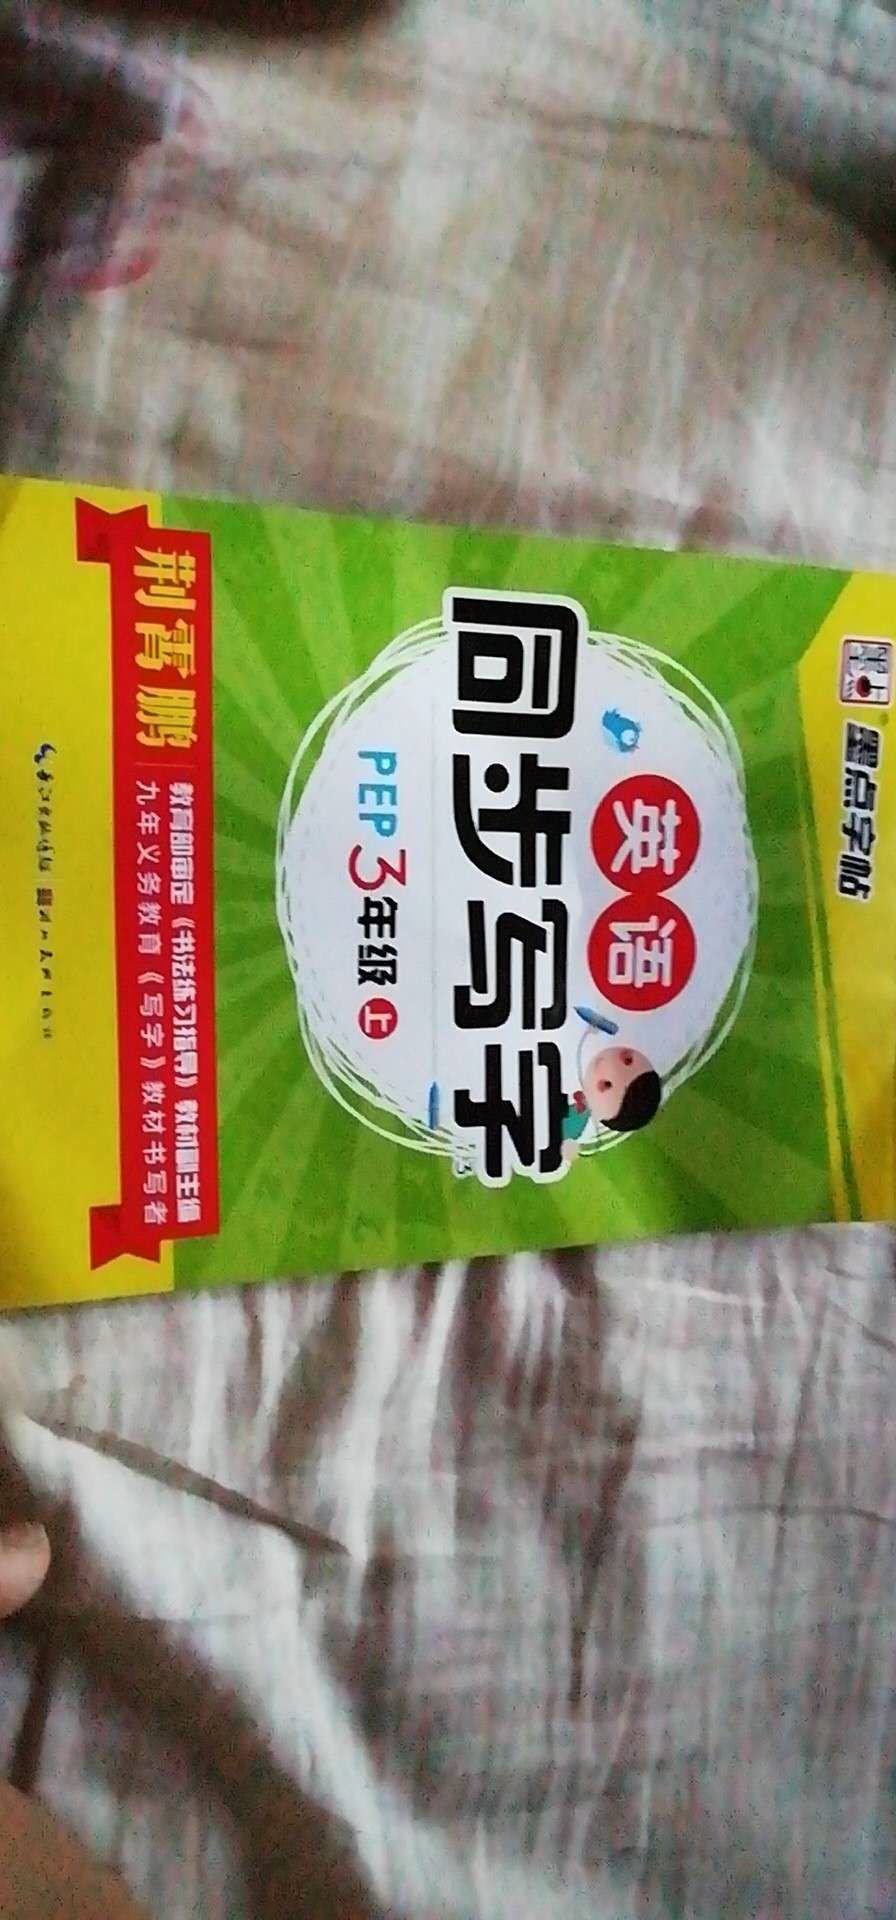 墨点字帖
英语
同步写字
PEP 3年级 上
荆霄鹏
教育部审定《书法练习指导》教材副主编
九年义务教育《写字》教材书写者